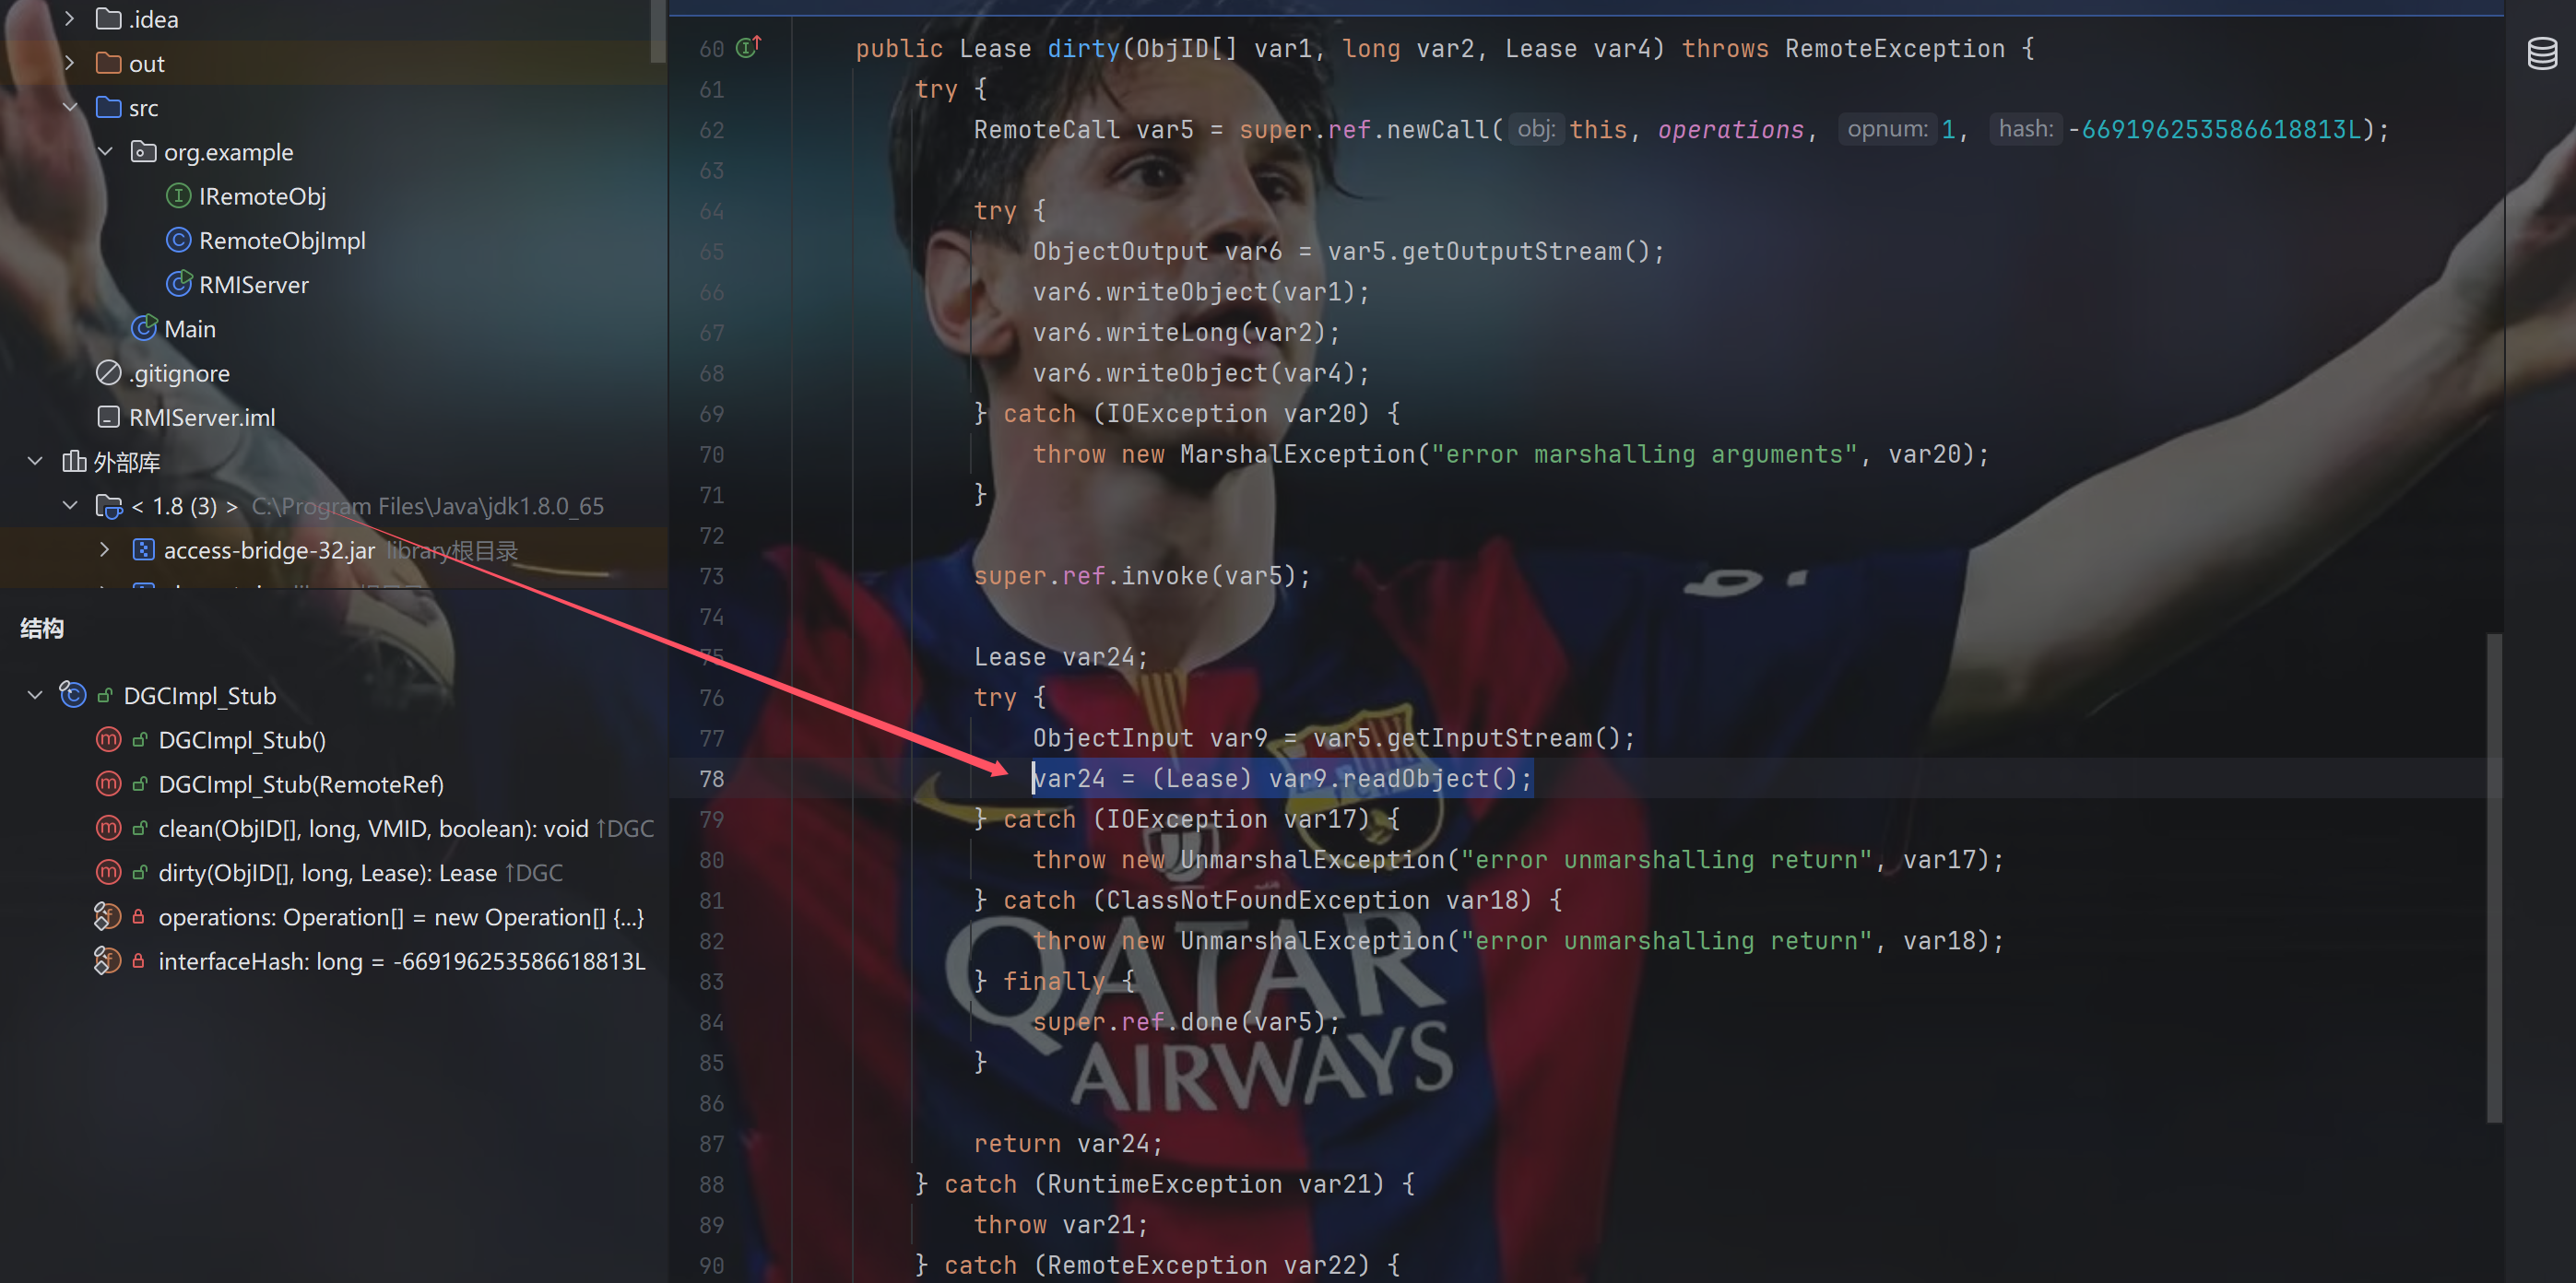 .idea
out
src
org.example
IRemoteObj
RemoteObjImpl
RMIServer
Main
.gitignore
RMIServer.iml
外部库
< 1.8 (3) > C:\Program Files\Java\jdk1.8.0_65
access-bridge-32.jar library根目录
结构
DGCImpl_Stub
DGCImpl_Stub()
DGCImpl_Stub(RemoteRef)
clean(ObjID[], long, VMID, boolean): void ↑DGC
dirty(ObjID[], long, Lease): Lease ↑DGC
operations: Operation[] = new Operation[] {...}
interfaceHash: long = -669196253586618813L
60 public Lease dirty(ObjID[] var1, long var2, Lease var4) throws RemoteException {
61 try {
62 RemoteCall var5 = super.ref.newCall( obj: this, operations, opnum: 1, hash: -669196253586618813L);
63
64 try {
65 ObjectOutput var6 = var5.getOutputStream();
66 var6.writeObject(var1);
67 var6.writeLong(var2);
68 var6.writeObject(var4);
69 } catch (IOException var20) {
70 throw new MarshalException("error marshalling arguments", var20);
71 }
72
73 super.ref.invoke(var5);
74
75 Lease var24;
76 try {
77 ObjectInput var9 = var5.getInputStream();
78 var24 = (Lease) var9.readObject();
79 } catch (IOException var17) {
80 throw new UnmarshalException("error unmarshalling return", var17);
81 } catch (ClassNotFoundException var18) {
82 throw new UnmarshalException("error unmarshalling return", var18);
83 } finally {
84 super.ref.done(var5);
85 }
86
87 return var24;
88 } catch (RuntimeException var21) {
89 throw var21;
90 } catch (RemoteException var22) {
QATAR
AIRWAYS